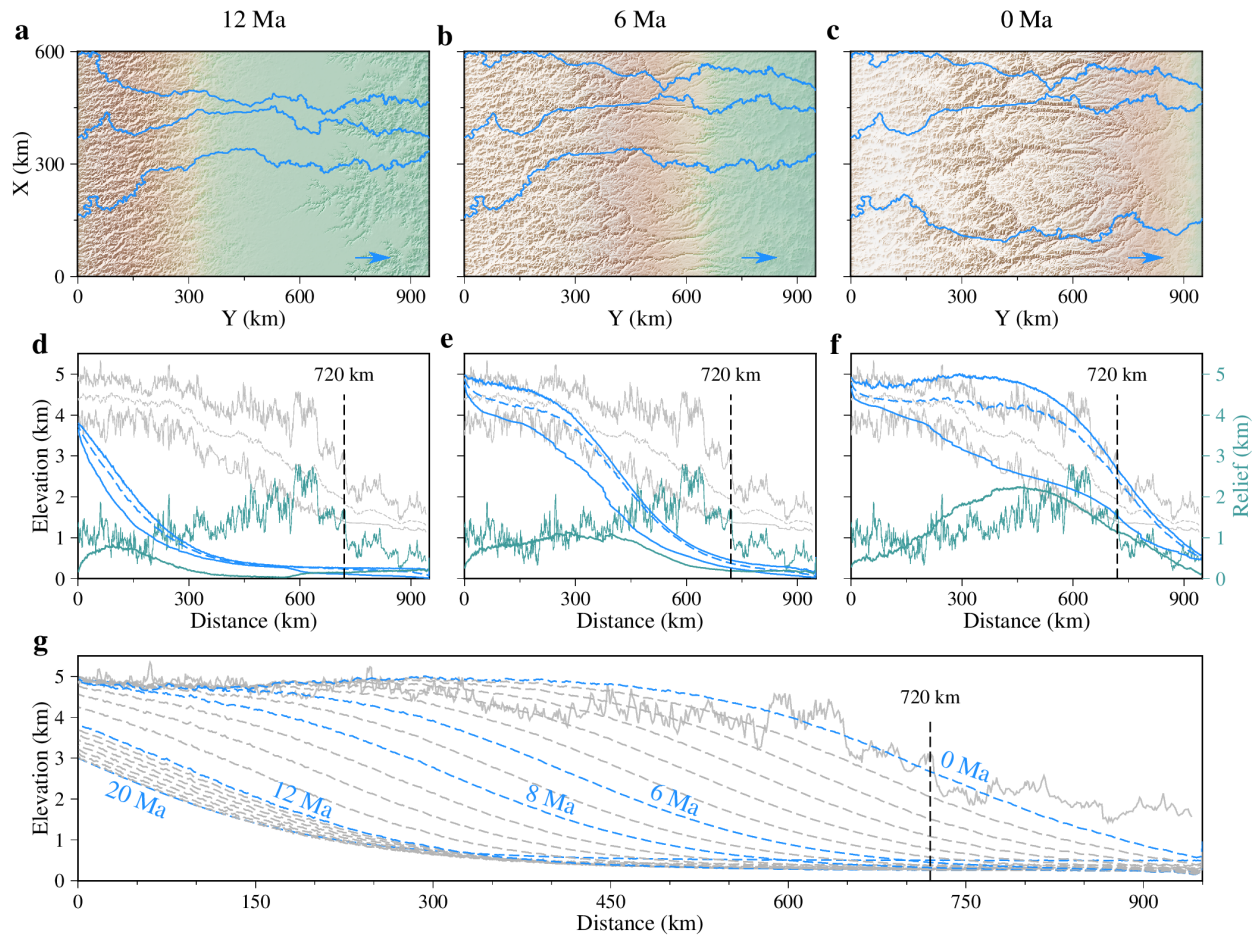 12 Ma
6 Ma
0 Ma
a
b
c
600
300
0
X (km)
0
300
600
900
Y (km)
0
300
600
900
Y (km)
0
300
600
900
Y (km)
d
e
f
5
4
3
2
1
0
Elevation (km)
720 km
720 km
720 km
5
4
3
2
1
0
Relief (km)
0
300
600
900
Distance (km)
0
300
600
900
Distance (km)
0
300
600
900
Distance (km)
g
5
4
3
2
1
0
Elevation (km)
720 km
20 Ma
12 Ma
8 Ma
6 Ma
0 Ma
0
150
300
450
600
750
900
Distance (km)